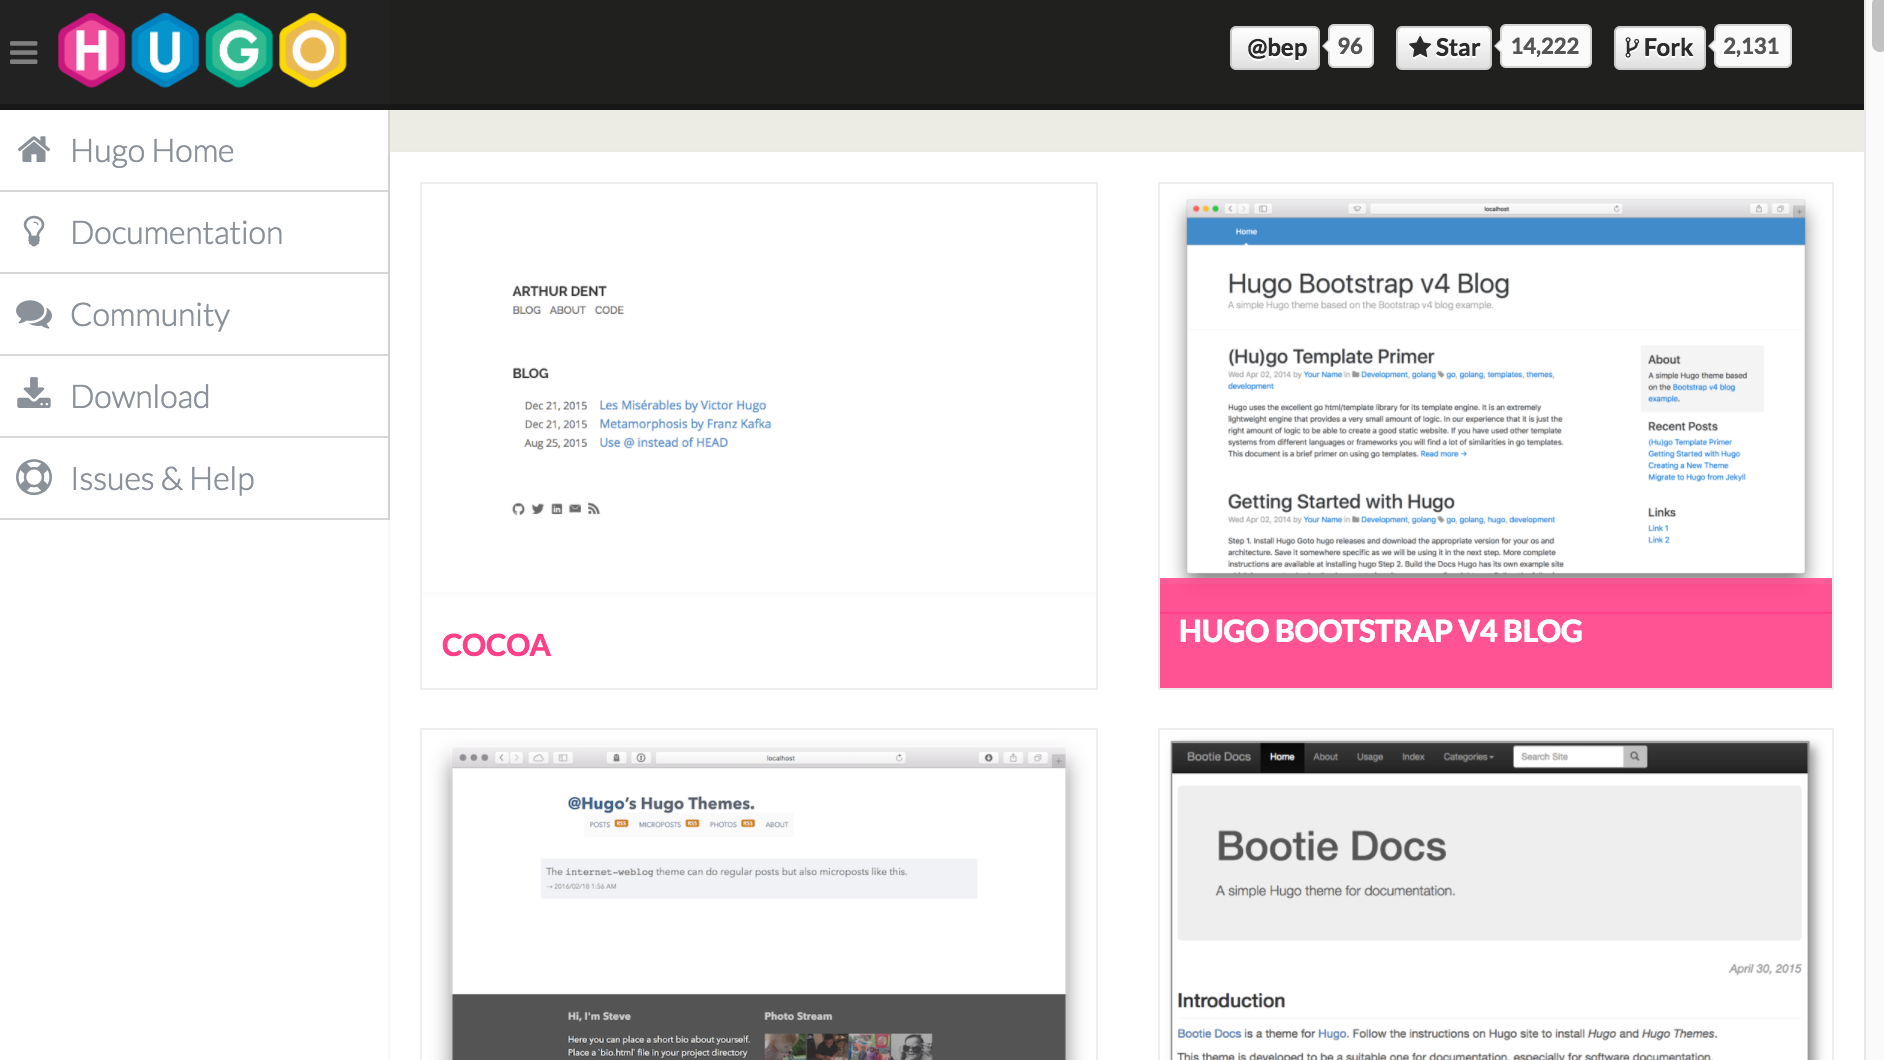 HUGO
@bep 96 Star 14,222 Fork 2,131
Hugo Home
Documentation
Community
Download
Issues & Help
ARTHUR DENT
BLOG ABOUT CODE
BLOG
Dec 21, 2015 Les Misérables by Victor Hugo
Dec 21, 2015 Metamorphosis by Franz Kafka
Aug 25, 2015 Use @ instead of HEAD
COCOA
localhost
Home
Hugo Bootstrap v4 Blog
A simple Hugo theme based on the Bootstrap v4 blog example.
(Hu)go Template Primer
Wed Apr 02, 2014 by Your Name in Development, golang go, golang, templates, themes,
development
Hugo uses the excellent go html/template library for its template engine. It is an extremely
lightweight engine that provides a very small amount of logic. In our experience that it is just the
right amount of logic to be able to create a good static website. If you have used other template
systems from different languages or frameworks you will find a lot of similarities in go templates.
This document is a brief primer on using go templates. Read more →
Getting Started with Hugo
Wed Apr 02, 2014 by Your Name in Development, golang go, golang, hugo, development
Step 1. Install Hugo Goto hugo releases and download the appropriate version for your os and
architecture. Save it somewhere specific as we will be using it in the next step. More complete
instructions are available at installing hugo Step 2. Build the Docs Hugo has its own example site
About
A simple Hugo theme based
on the Bootstrap v4 blog
example.
Recent Posts
(Hu)go Template Primer
Getting Started with Hugo
Creating a New Theme
Migrate to Hugo from Jekyll
Links
Link 1
Link 2
HUGO BOOTSTRAP V4 BLOG
localhost
@Hugo's Hugo Themes.
POSTS RSS MICROPOSTS RSS PHOTOS RSS ABOUT
The internet-weblog theme can do regular posts but also microposts like this.
→ 2016/02/18 1:56 AM
Hi, I'm Steve
Here you can place a short bio about yourself.
Place a 'bio.html' file in your project directory
Photo Stream
Bootie Docs Home About Usage Index Categories Search Site
Bootie Docs
A simple Hugo theme for documentation.
April 30, 2015
Introduction
Bootie Docs is a theme for Hugo. Follow the instructions on Hugo site to install Hugo and Hugo Themes.
This theme is developed to be a suitable one for documentation, especially for software documentation.